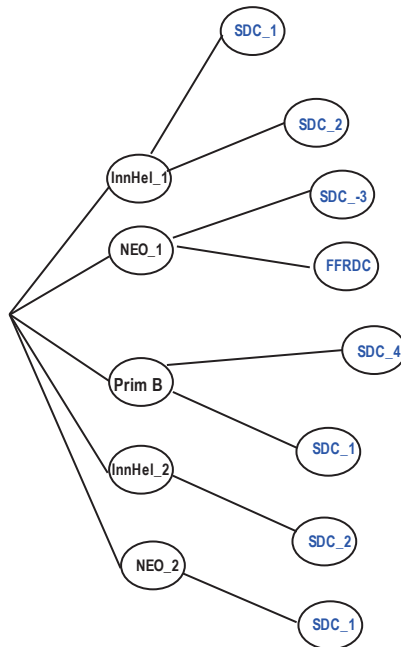 SDC_1
SDC_2
InnHel_1
SDC_-3
NEO_1
FFRDC
SDC_4
Prim B
SDC_1
InnHel_2
SDC_2
NEO_2
SDC_1